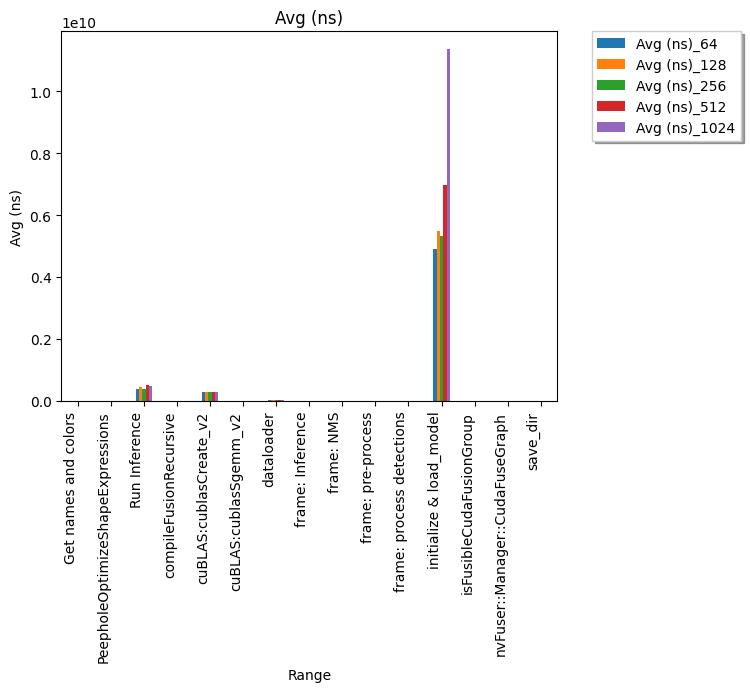 Avg (ns)
1e10
Avg (ns)_64
Avg (ns)_128
Avg (ns)_256
Avg (ns)_512
Avg (ns)_1024
1.0
0.8
0.6
0.4
0.2
0.0
Avg (ns)
Get names and colors
PeepholeOptimizeShapeExpressions
Run Inference
compileFusionRecursive
cuBLAS:cublasCreate_v2
cuBLAS:cublasSgemm_v2
dataloader
frame: Inference
frame: NMS
frame: pre-process
frame: process detections
initialize & load_model
isFusibleCudaFusionGroup
nvFuser::Manager::CudaFuseGraph
save_dir
Range